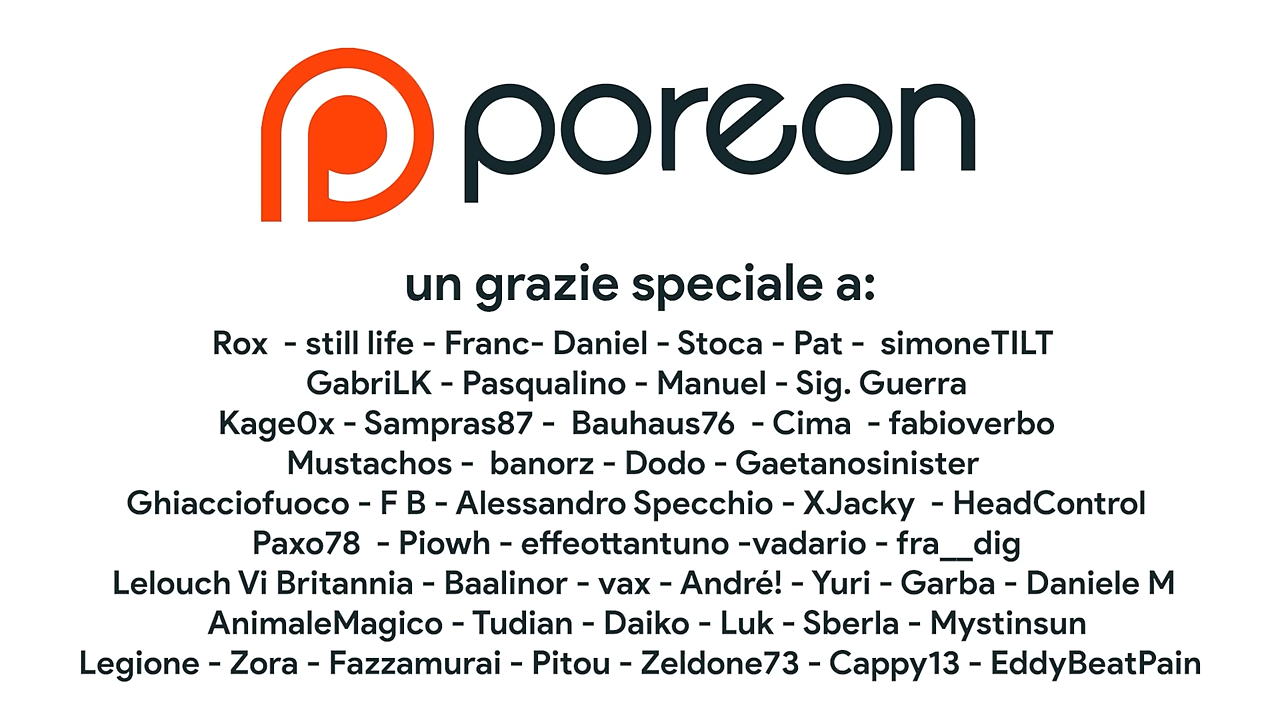 poreon
un grazie speciale a:
Rox - still life - Franc- Daniel - Stoca - Pat - simoneTILT
GabriLK - Pasqualino - Manuel - Sig. Guerra
Kage0x - Sampras87 - Bauhaus76 - Cima - fabioverbo
Mustachos - banorz - Dodo - Gaetanosinister
Ghiacciofuoco - F B - Alessandro Specchio - XJacky - HeadControl
Paxo78 - Piowh - effeottantuno -vadario - fra__dig
Lelouch Vi Britannia - Baalinor - vax - André! - Yuri - Garba - Daniele M
AnimaleMagico - Tudian - Daiko - Luk - Sberla - Mystinsun
Legione - Zora - Fazzamurai - Pitou - Zeldone73 - Cappy13 - EddyBeatPain